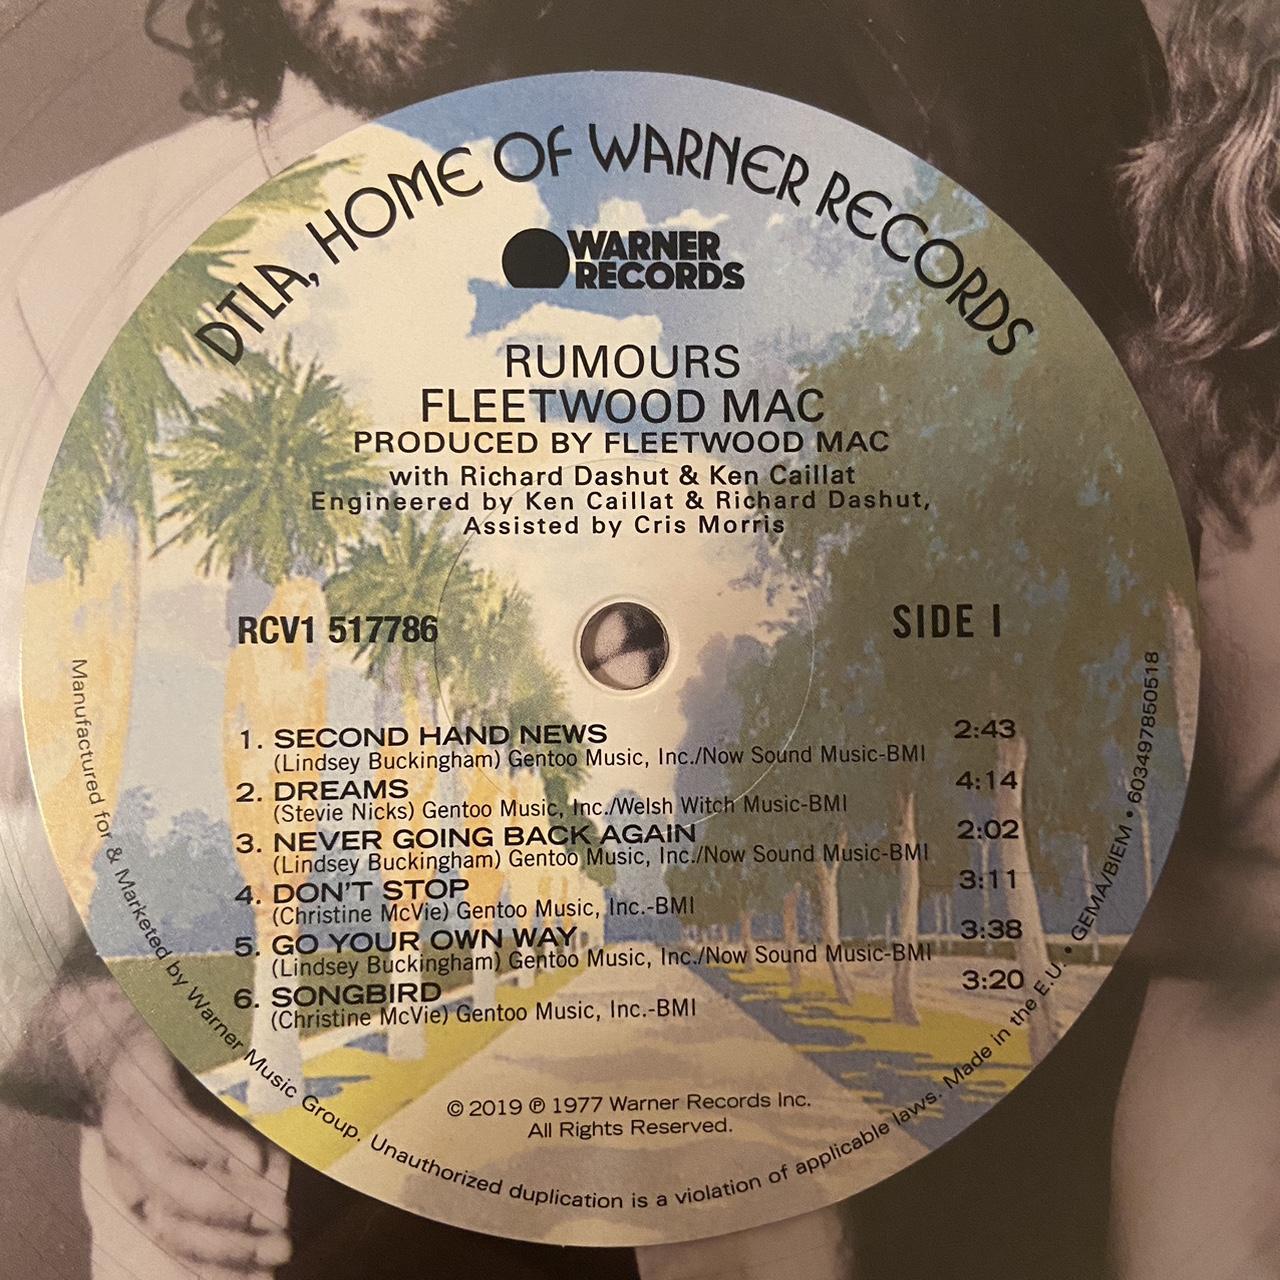 DTLA, HOME OF WARNER RECORDS
WARNER
RECORDS
RUMOURS
FLEETWOOD MAC
PRODUCED BY FLEETWOOD MAC
with Richard Dashut & Ken Caillat
Engineered by Ken Caillat & Richard Dashut,
Assisted by Cris Morris
RCV1 517786
SIDE 1
1. SECOND HAND NEWS 2:43
(Lindsey Buckingham) Gentoo Music, Inc./Now Sound Music-BMI
2. DREAMS 4:14
(Stevie Nicks) Gentoo Music, Inc./Welsh Witch Music-BMI
3. NEVER GOING BACK AGAIN 2:02
(Lindsey Buckingham) Gentoo Music, Inc./Now Sound Music-BMI
4. DON'T STOP 3:11
(Christine McVie) Gentoo Music, Inc.-BMI
5. GO YOUR OWN WAY 3:38
(Lindsey Buckingham) Gentoo Music, Inc./Now Sound Music-BMI
6. SONGBIRD 3:20
(Christine McVie) Gentoo Music, Inc.-BMI
© 2019 ℗ 1977 Warner Records Inc.
All Rights Reserved.
Manufactured for & Marketed by Warner Music Group. Unauthorized duplication is a violation of applicable laws. Made in the E.U. • GEMA/BIEM • 603497850518